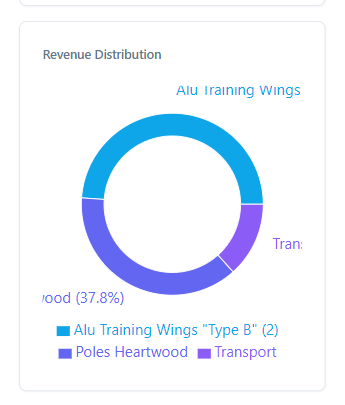 Revenue Distribution
Alu Training Wings
Trans
wood (37.8%)
Alu Training Wings "Type B" (2)
Poles Heartwood Transport